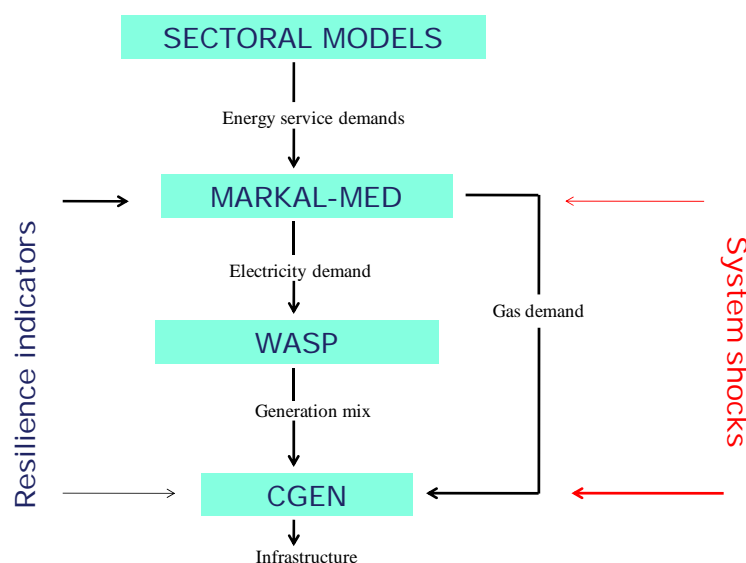 SECTORAL MODELS
Energy service demands
MARKAL-MED
Electricity demand
Gas demand
WASP
Generation mix
CGEN
Infrastructure
Resilience indicators
System shocks